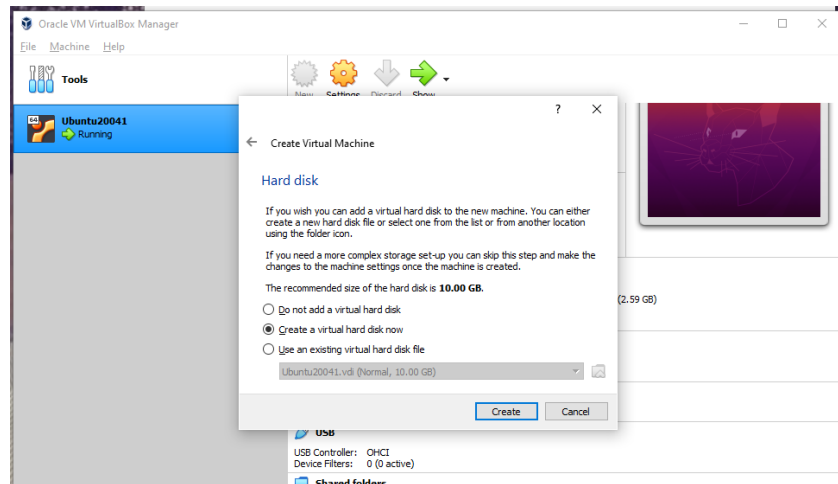 Oracle VM VirtualBox Manager
File Machine Help
Tools
New Settings Discard Show
64
Ubuntu20041
Running
?
Create Virtual Machine
Hard disk
If you wish you can add a virtual hard disk to the new machine. You can either
create a new hard disk file or select one from the list or from another location
using the folder icon.
If you need a more complex storage set-up you can skip this step and make the
changes to the machine settings once the machine is created.
The recommended size of the hard disk is 10.00 GB.
Do not add a virtual hard disk
Create a virtual hard disk now
Use an existing virtual hard disk file
Ubuntu20041.vdi (Normal, 10.00 GB)
Create Cancel
(2.59 GB)
USB
USB Controller: OHCI
Device Filters: 0 (0 active)
Shared folders